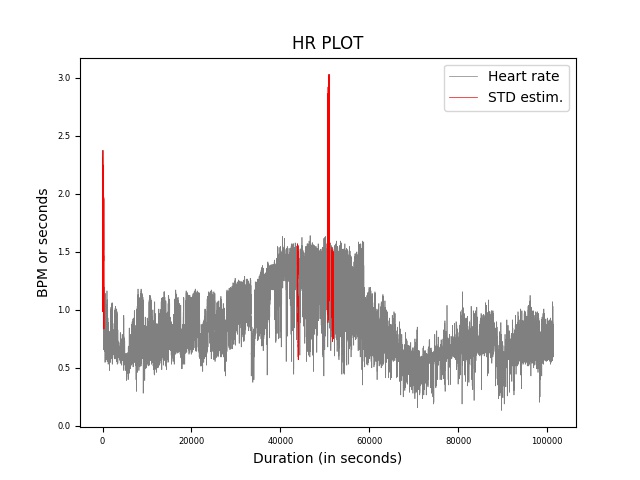 HR PLOT
Heart rate
STD estim.
BPM or seconds
3.0
2.5
2.0
1.5
1.0
0.5
0.0
0 20000 40000 60000 80000 100000
Duration (in seconds)